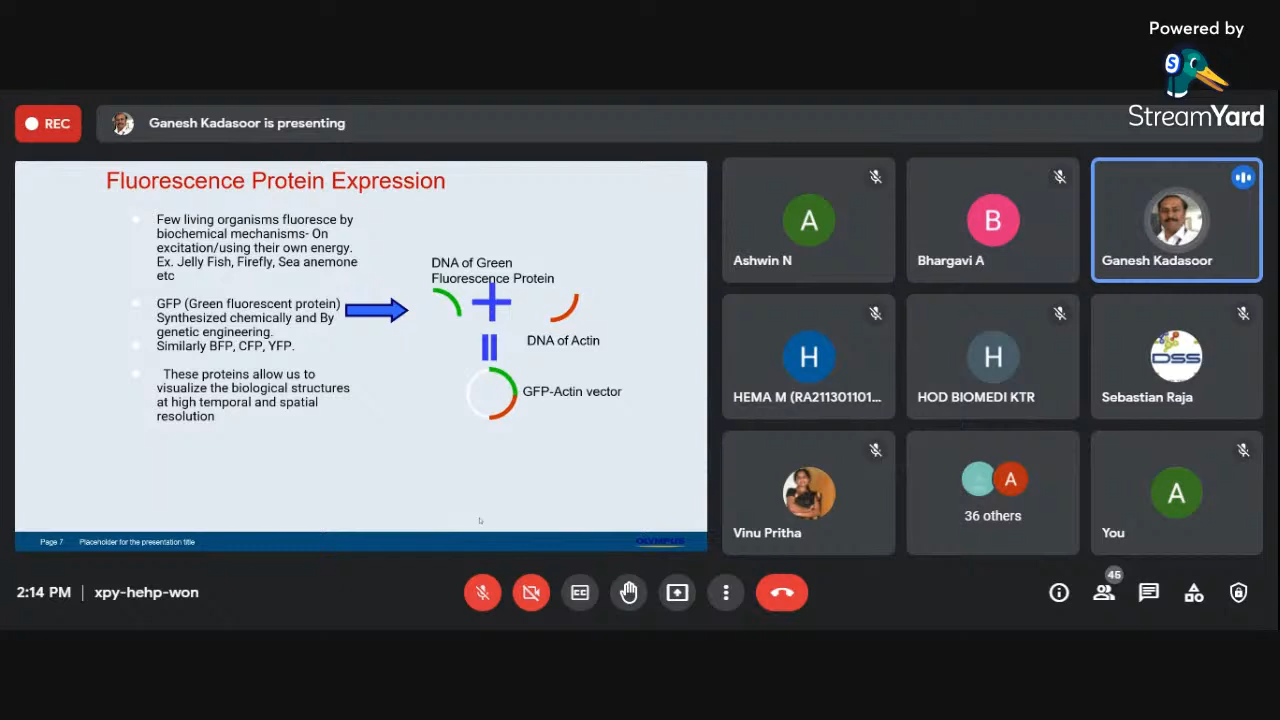 Powered by
S
StreamYard
REC
Ganesh Kadasoor is presenting
Fluorescence Protein Expression
Few living organisms fluoresce by
biochemical mechanisms- On
excitation/using their own energy.
Ex. Jelly Fish, Firefly, Sea anemone
etc
GFP (Green fluorescent protein)
Synthesized chemically and By
genetic engineering.
Similarly BFP, CFP, YFP.
These proteins allow us to
visualize the biological structures
at high temporal and spatial
resolution
DNA of Green
Fluorescence Protein
DNA of Actin
GFP-Actin vector
Page 7 Placeholder for the presentation title
OLYMPUS
A
Ashwin N
B
Bhargavi A
Ganesh Kadasoor
H
HEMA M (RA211301101...
H
HOD BIOMEDI KTR
DSS
Sebastian Raja
Vinu Pritha
A
36 others
A
You
2:14 PM | xpy-hehp-won
CC
45